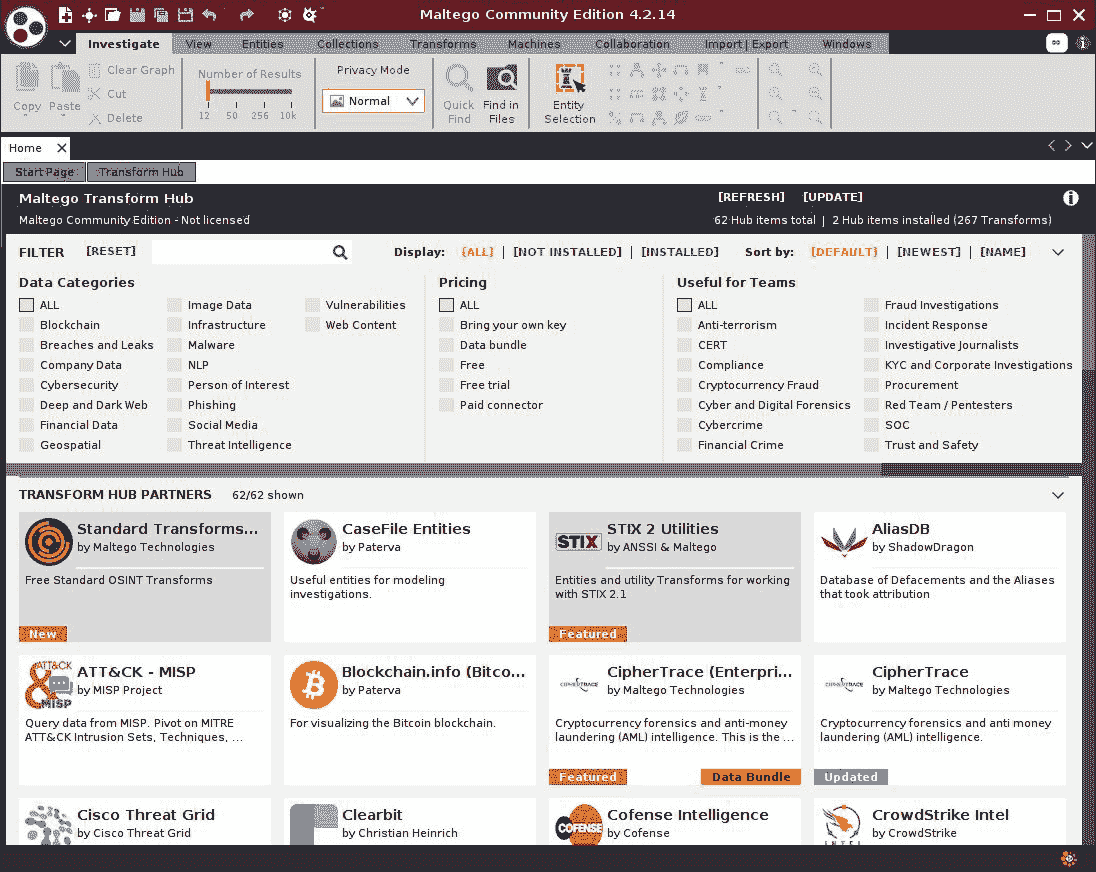 Maltego Community Edition 4.2.14
Investigate View Entities Collections Transforms Machines Collaboration Import | Export Windows
Copy Paste Clear Graph Cut Delete
Number of Results
12 50 256 10k
Privacy Mode
Normal
Quick Find
Find in Files
Entity Selection
Home
Start Page Transform Hub
Maltego Transform Hub [REFRESH] [UPDATE]
Maltego Community Edition - Not licensed 62 Hub items total | 2 Hub items installed (267 Transforms)
FILTER [RESET] Display: [ALL] | [NOT INSTALLED] | [INSTALLED] Sort by: [DEFAULT] | [NEWEST] | [NAME]
Data Categories Pricing Useful for Teams
ALL Image Data Vulnerabilities ALL ALL Fraud Investigations
Blockchain Infrastructure Web Content Bring your own key Anti-terrorism Incident Response
Breaches and Leaks Malware Data bundle CERT Investigative Journalists
Company Data NLP Free Compliance KYC and Corporate Investigations
Cybersecurity Person of Interest Free trial Cryptocurrency Fraud Procurement
Deep and Dark Web Phishing Paid connector Cyber and Digital Forensics Red Team / Pentesters
Financial Data Social Media Cybercrime SOC
Geospatial Threat Intelligence Financial Crime Trust and Safety
TRANSFORM HUB PARTNERS 62/62 shown
Standard Transforms...
by Maltego Technologies
Free Standard OSINT Transforms
New
CaseFile Entities
by Paterva
Useful entities for modeling
investigations.
STIX
STIX 2 Utilities
by ANSSI & Maltego
Entities and utility Transforms for working
with STIX 2.1
Featured
AliasDB
by ShadowDragon
Database of Defacements and the Aliases
that took attribution
ATT&CK
&
MISP
ATT&CK - MISP
by MISP Project
Query data from MISP. Pivot on MITRE
ATT&CK Intrusion Sets, Techniques, ...
Blockchain.info (Bitco...
by Paterva
For visualizing the Bitcoin blockchain.
CIPHERTRACE
CipherTrace (Enterpri...
by Maltego Technologies
Cryptocurrency forensics and anti-money
laundering (AML) intelligence. This is the ...
Featured Data Bundle
CIPHERTRACE
CipherTrace
by Maltego Technologies
Cryptocurrency forensics and anti money
laundering (AML) intelligence.
Updated
Cisco Threat Grid
by Cisco Threat Grid
Clearbit
by Christian Heinrich
COFENSE
Cofense Intelligence
by Cofense
INTEL
CrowdStrike Intel
by CrowdStrike